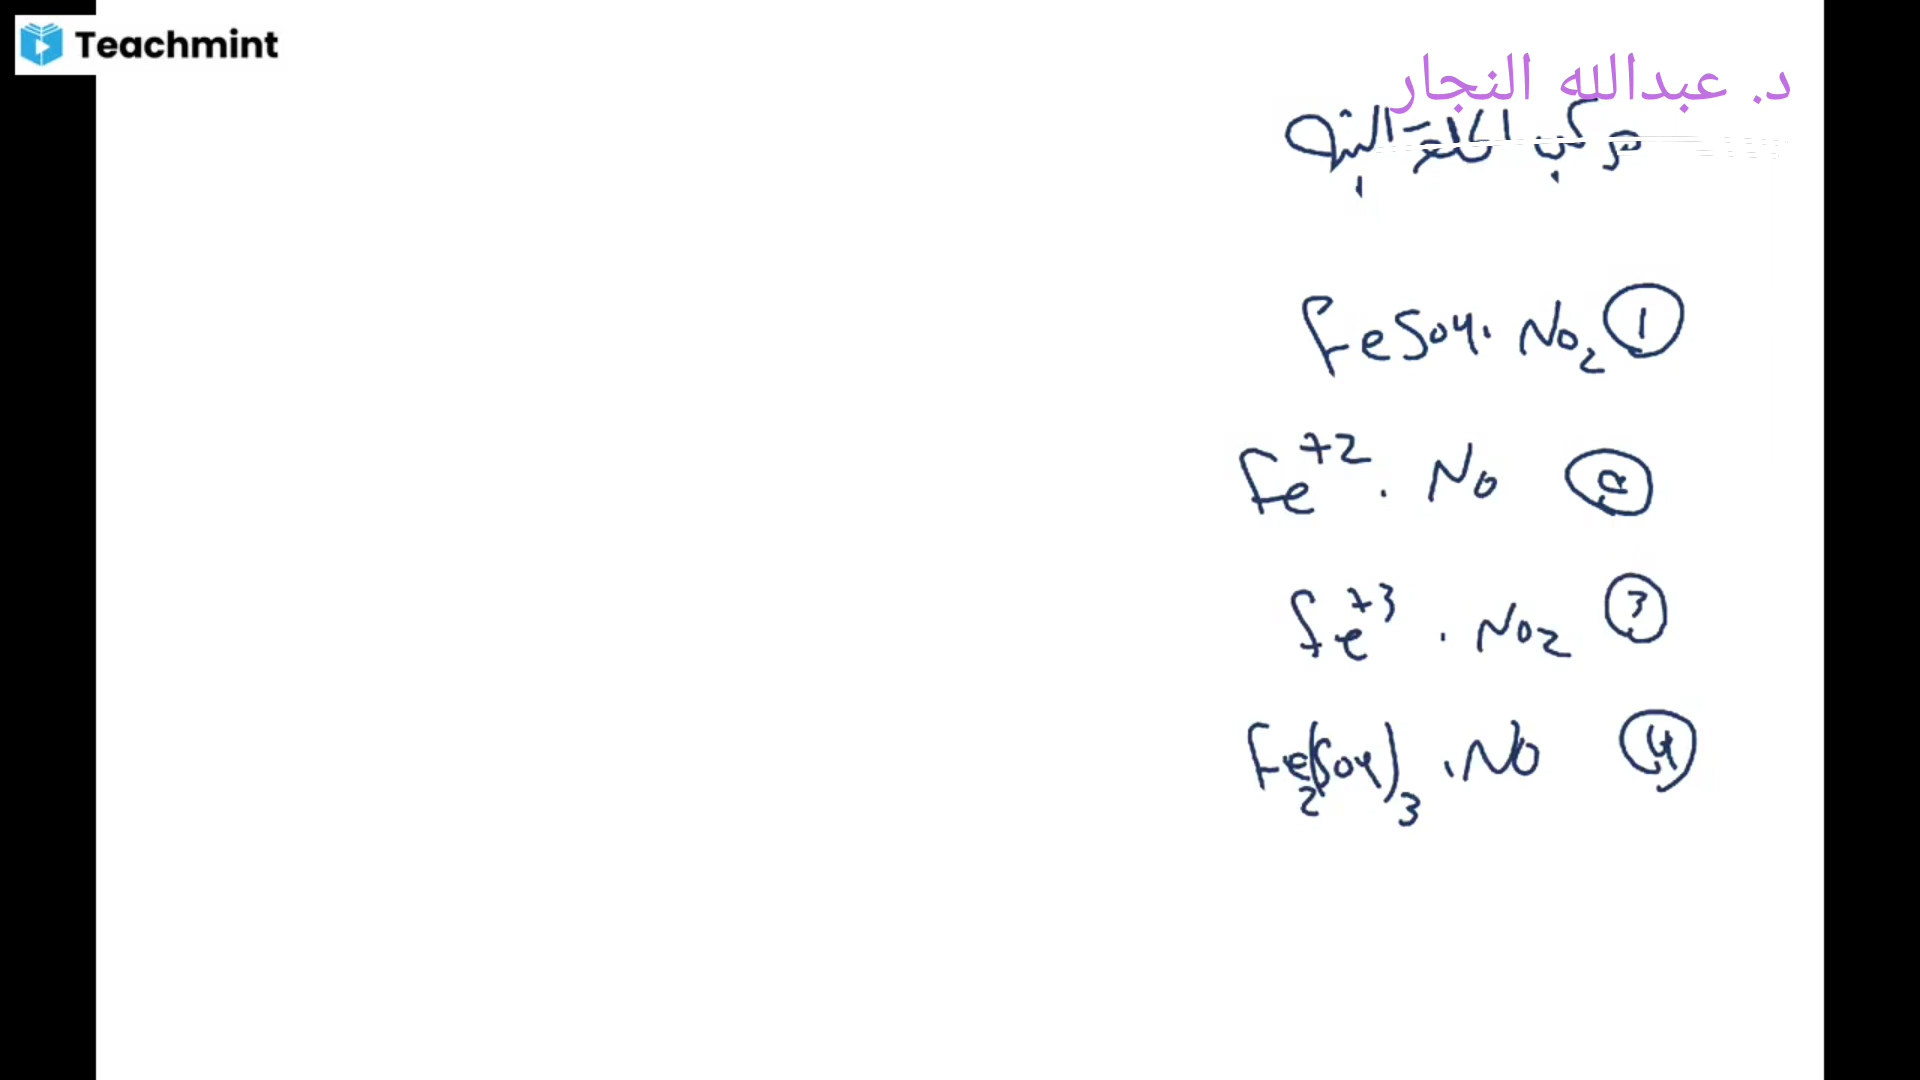 Teachmint
د. عبدالله النجار
مركب الحلقة البنيه
FeSO4. NO2 ①
Fe+2 . NO ②
Fe+3 . NO2 ③
Fe2(SO4)3 .NO ④